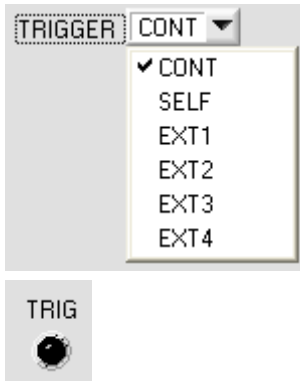 TRIGGER CONT
CONT
SELF
EXT1
EXT2
EXT3
EXT4
TRIG